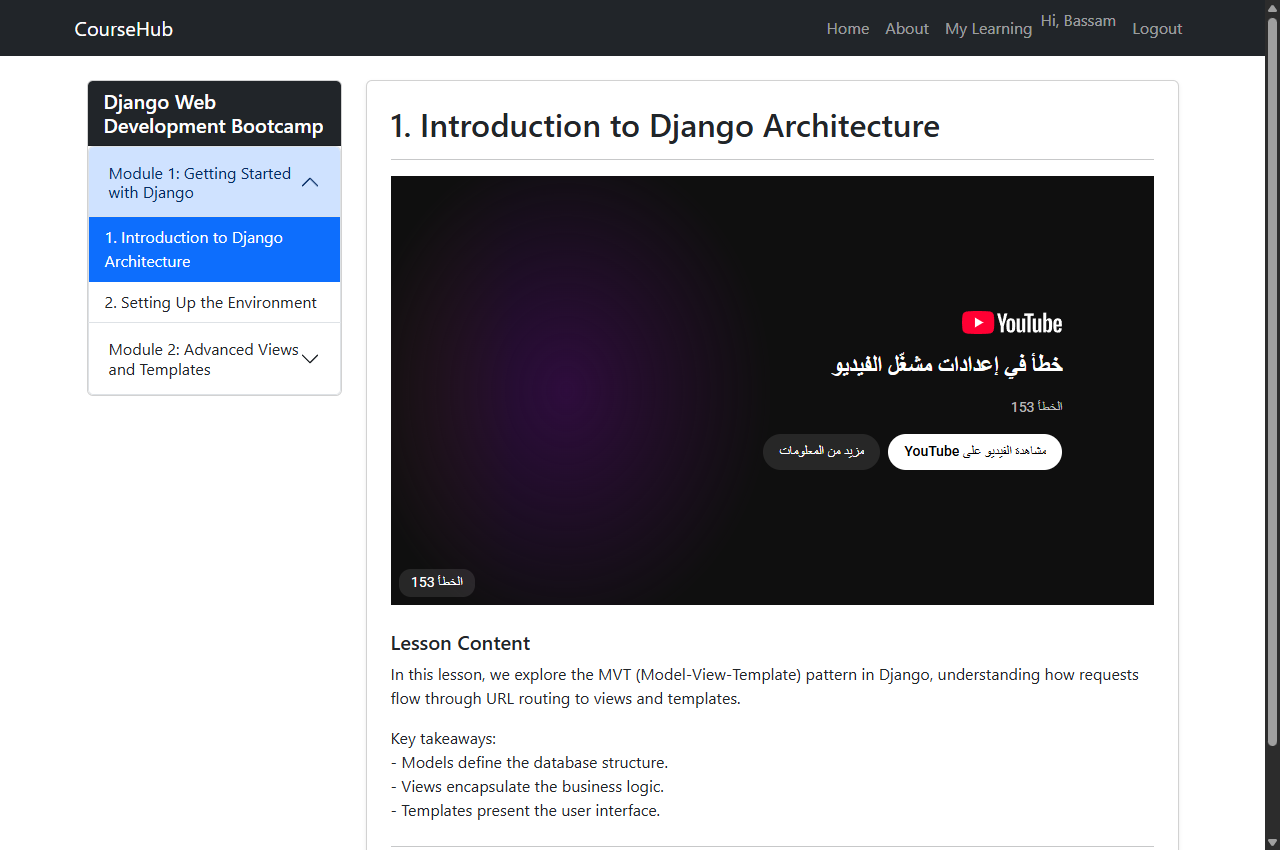 CourseHub
Home About My Learning Hi, Bassam Logout
Django Web
Development Bootcamp
Module 1: Getting Started
with Django
1. Introduction to Django
Architecture
2. Setting Up the Environment
Module 2: Advanced Views
and Templates
1. Introduction to Django Architecture
YouTube
خطأ في إعدادات مشغّل الفيديو
الخطأ 153
مشاهدة الفيديو على YouTube
مزيد من المعلومات
الخطأ 153
Lesson Content
In this lesson, we explore the MVT (Model-View-Template) pattern in Django, understanding how requests
flow through URL routing to views and templates.
Key takeaways:
- Models define the database structure.
- Views encapsulate the business logic.
- Templates present the user interface.